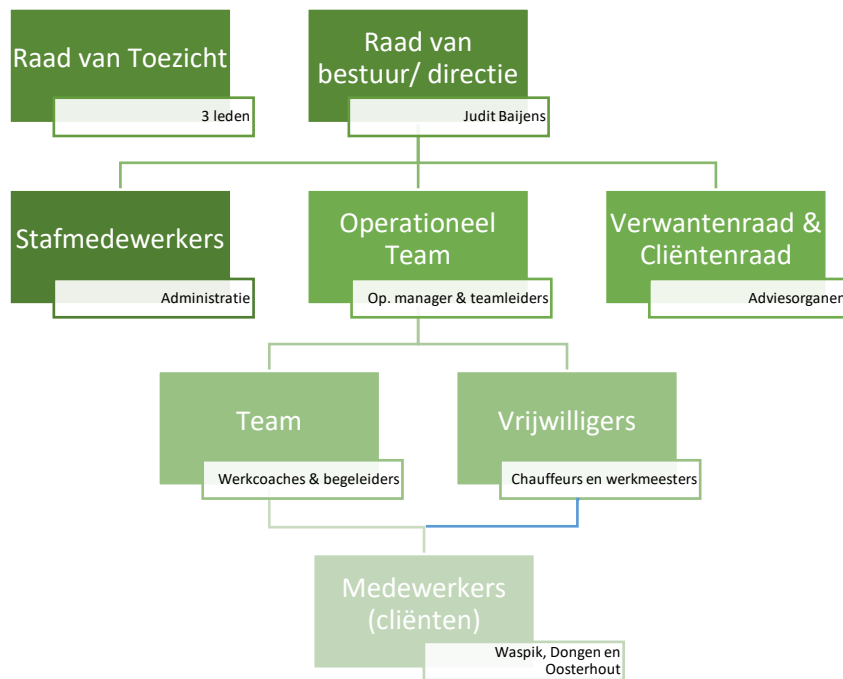 Raad van Toezicht
3 leden
Raad van
bestuur/ directie
Judit Baijens
Stafmedewerkers
Administratie
Operationeel
Team
Op. manager & teamleiders
Verwantenraad &
Cliëntenraad
Adviesorganen
Team
Werkcoaches & begeleiders
Vrijwilligers
Chauffeurs en werkmeesters
Medewerkers
(cliënten)
Waspik, Dongen en
Oosterhout